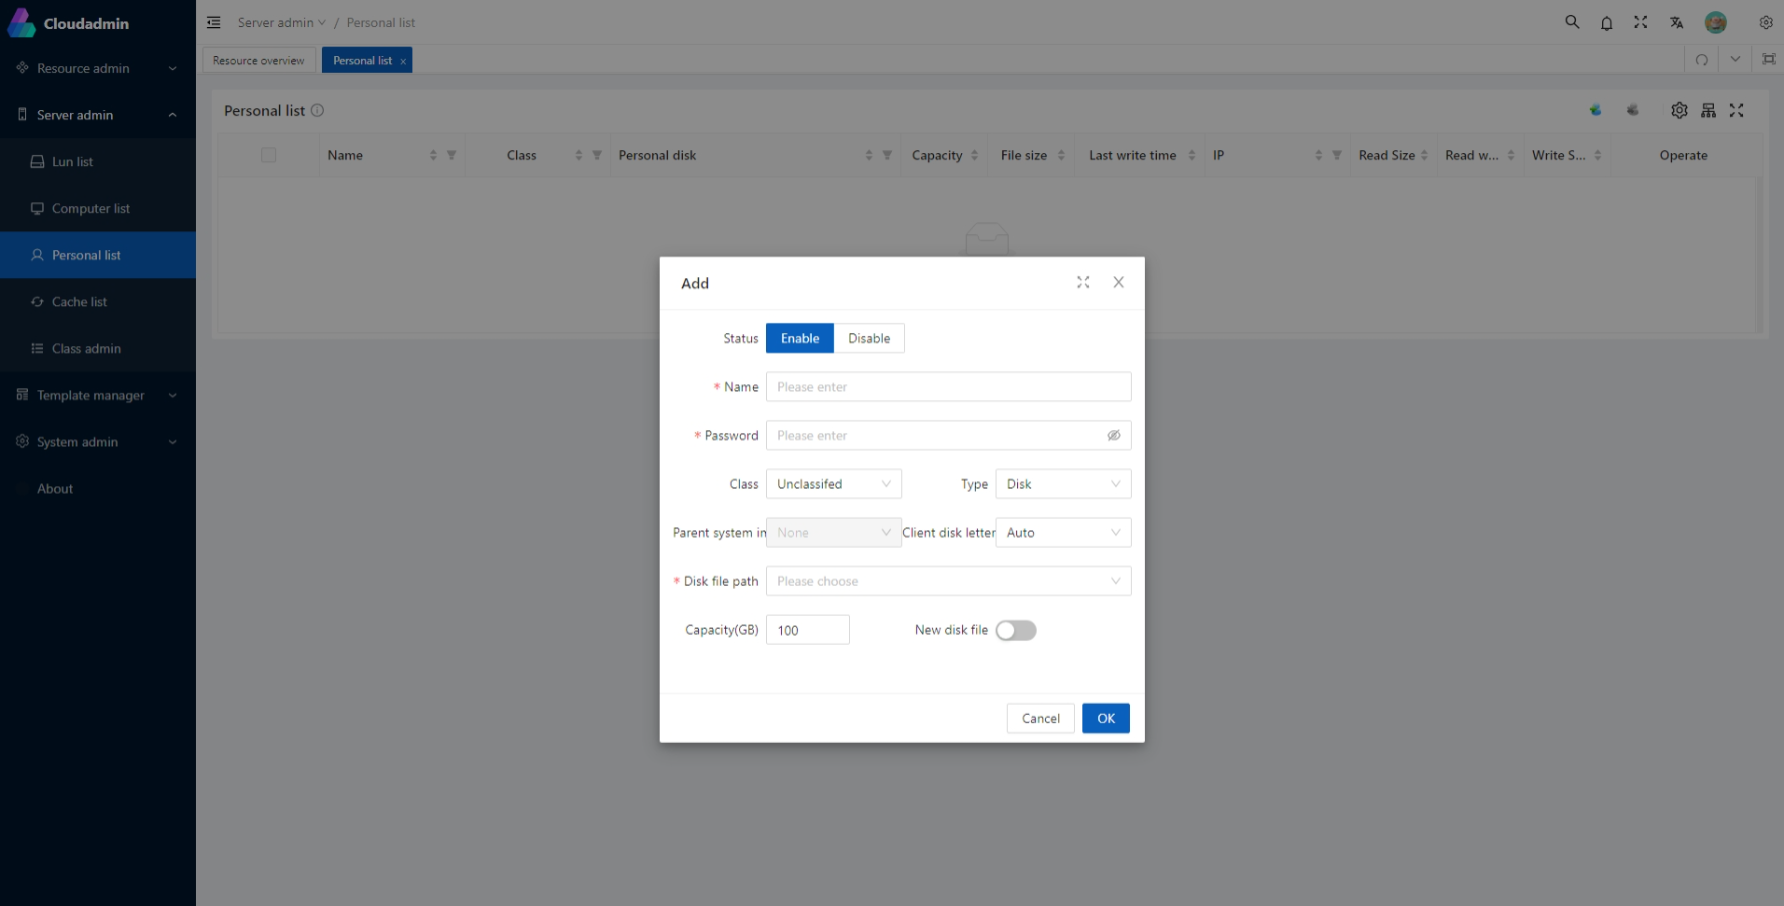 Cloudadmin
Server admin / Personal list
Resource admin
Resource overview
Personal list ×
Server admin
Personal list
Lun list
Name
Class
Personal disk
Capacity
File size
Last write time
IP
Read Size
Read w...
Write S...
Operate
Computer list
Personal list
Cache list
Class admin
Template manager
System admin
About
Add
Status
Enable
Disable
* Name
Please enter
* Password
Please enter
Class
Unclassifed
Type
Disk
Parent system in
None
Client disk letter
Auto
* Disk file path
Please choose
Capacity(GB)
100
New disk file
Cancel
OK